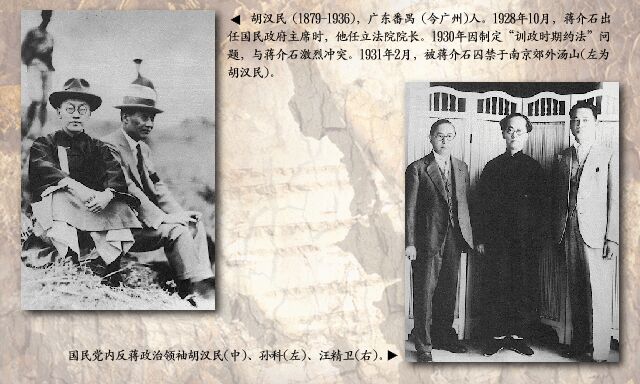 ◀ 胡汉民（1879-1936），广东番禺（今广州)人。1928年10月，蒋介石出
任国民政府主席时，他任立法院院长。1930年因制定“训政时期约法”问
题，与蒋介石激烈冲突。1931年2月，被蒋介石囚禁于南京郊外汤山(左为
胡汉民)。
国民党内反蒋政治领袖胡汉民(中)、孙科(左)、汪精卫(右)。▶